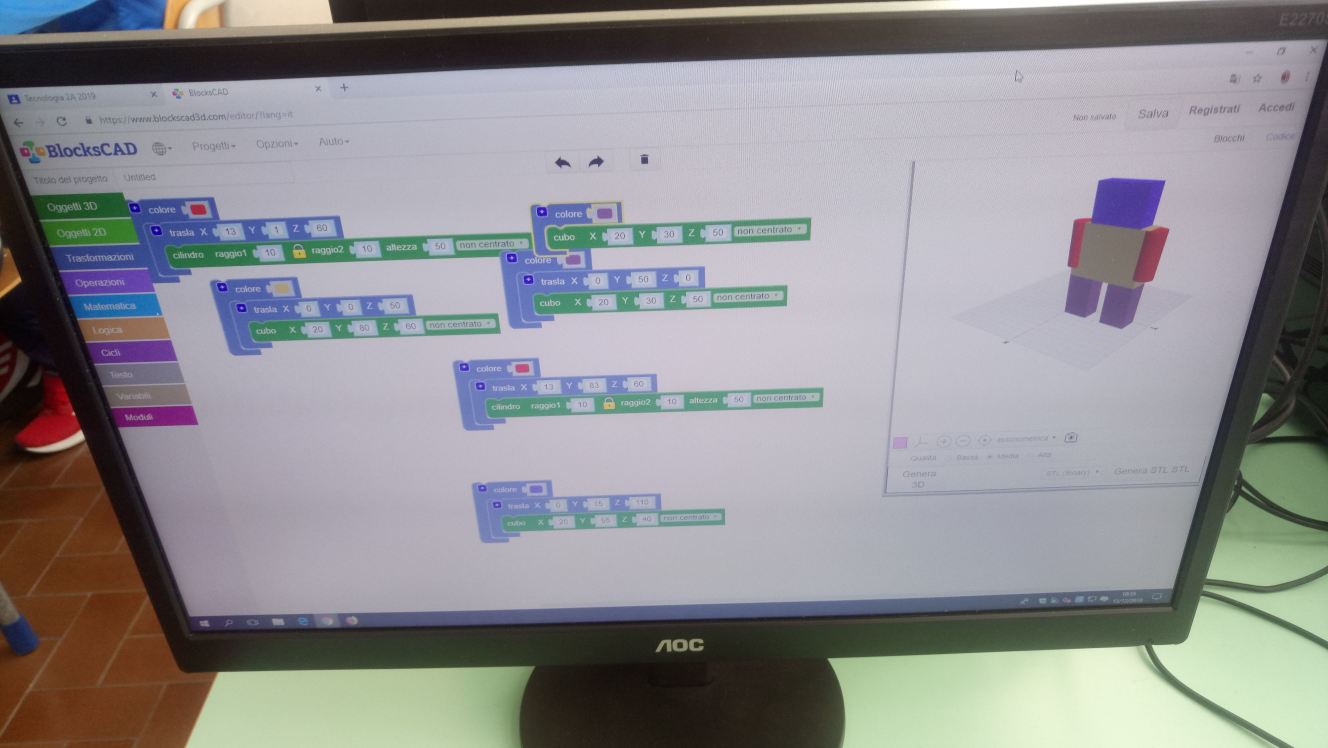 E2270S
Tecnologia 2A 2019
BlocksCAD
https://www.blockscad3d.com/editor/?lang=it
BlocksCAD
Progetti
Opzioni
Aiuto
Non salvato
Salva
Registrati
Accedi
Titolo del progetto
Untitled
Blocchi
Codice
Oggetti 3D
Oggetti 2D
Trasformazioni
Operazioni
Matematica
Logica
Cicli
Testo
Variabili
Moduli
colore
trasla X 13 Y 1 Z 60
cilindro raggio1 10 raggio2 10 altezza 50 non centrato
colore
trasla X 0 Y 0 Z 50
cubo X 20 Y 80 Z 60 non centrato
colore
cubo X 20 Y 30 Z 50 non centrato
colore
trasla X 0 Y 50 Z 0
cubo X 20 Y 30 Z 50 non centrato
colore
trasla X 13 Y 83 Z 60
cilindro raggio1 10 raggio2 10 altezza 50 non centrato
colore
trasla X 0 Y 15 Z 110
cubo X 20 Y 55 Z 40 non centrato
assonometrica
Qualità Bassa Media Alta
Genera 3D
STL (binary)
Genera STL STL
AOC